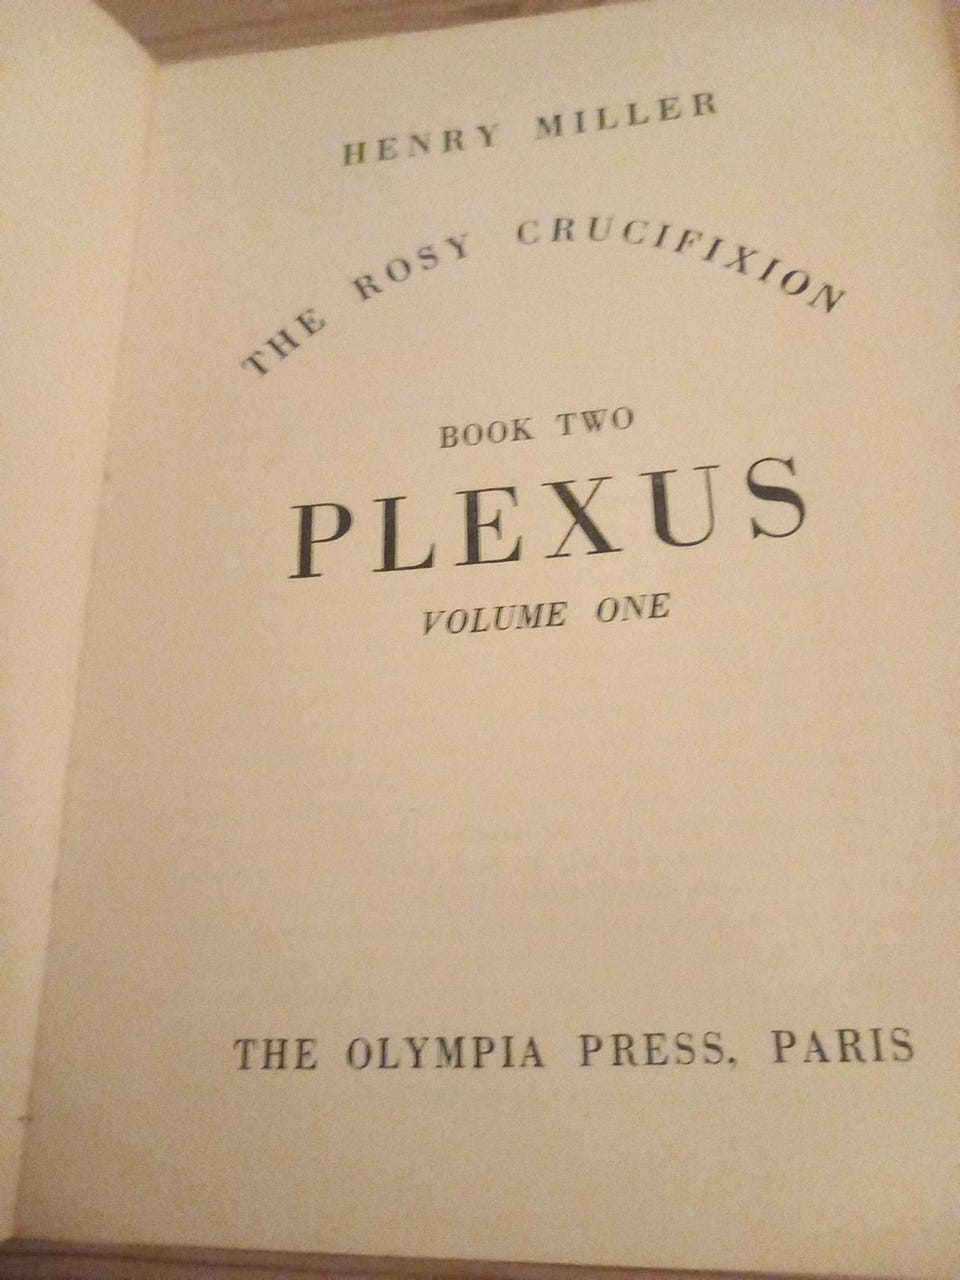 HENRY MILLER
THE ROSY CRUCIFIXION
BOOK TWO
PLEXUS
VOLUME ONE
THE OLYMPIA PRESS, PARIS